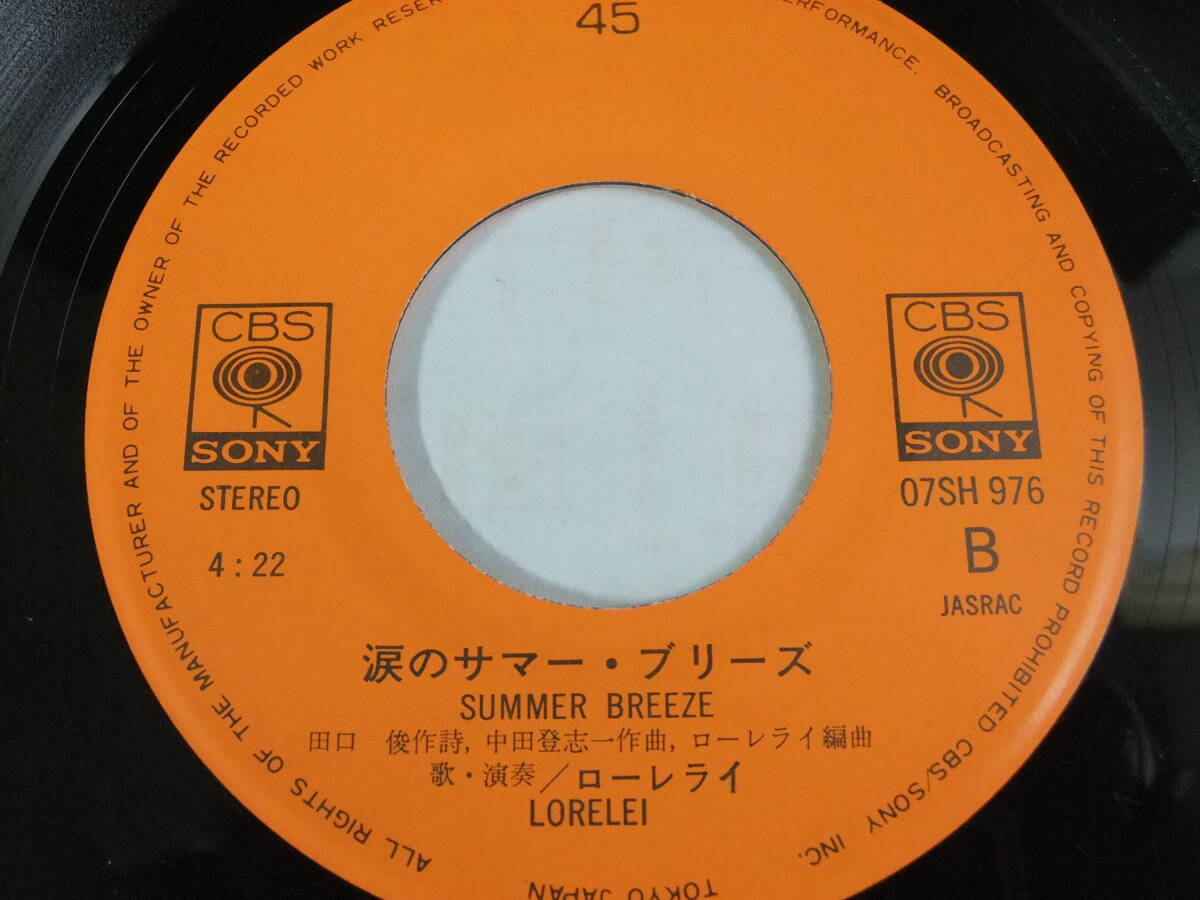 45
ALL RIGHTS OF THE MANUFACTURER AND OF THE OWNER OF THE RECORDED WORK RESER
PERFORMANCE. BROADCASTING AND COPYING OF THIS RECORD PROHIBITED. CBS/SONY INC.
TOKYO JAPAN
CBS
SONY
STEREO
4:22
CBS
SONY
07SH 976
B
JASRAC
涙のサマー・ブリーズ
SUMMER BREEZE
田口 俊作詩, 中田登志一作曲, ローレライ編曲
歌・演奏/ローレライ
LORELEI